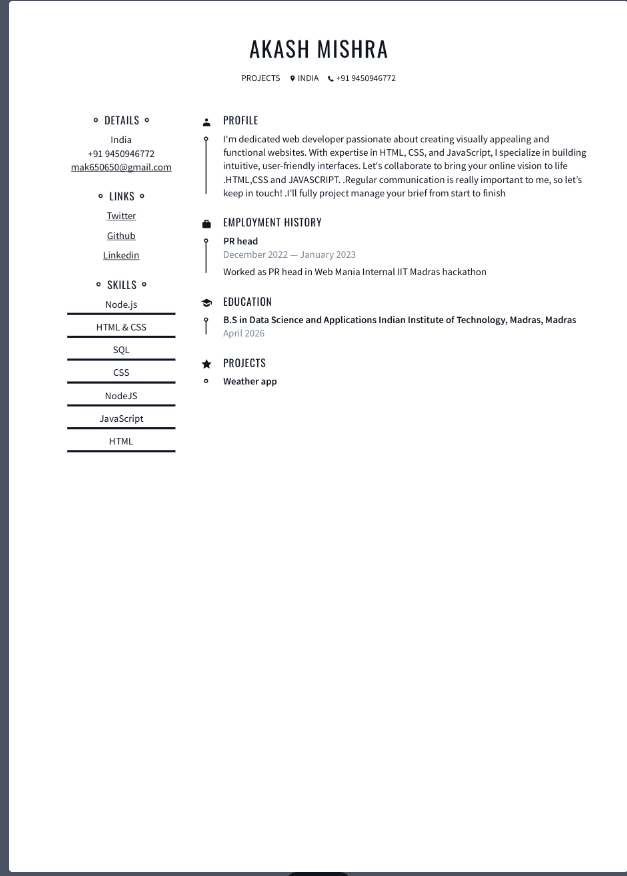 AKASH MISHRA
PROJECTS INDIA +91 9450946772
DETAILS
India
+91 9450946772
mak650650@gmail.com
LINKS
Twitter
Github
Linkedin
SKILLS
Node.js
HTML & CSS
SQL
CSS
NodeJS
JavaScript
HTML
PROFILE
I'm dedicated web developer passionate about creating visually appealing and
functional websites. With expertise in HTML, CSS, and JavaScript, I specialize in building
intuitive, user-friendly interfaces. Let's collaborate to bring your online vision to life
.HTML,CSS and JAVASCRIPT. .Regular communication is really important to me, so let's
keep in touch! .I'll fully project manage your brief from start to finish
EMPLOYMENT HISTORY
PR head
December 2022 — January 2023
Worked as PR head in Web Mania Internal IIT Madras hackathon
EDUCATION
B.S in Data Science and Applications Indian Institute of Technology, Madras, Madras
April 2026
PROJECTS
Weather app